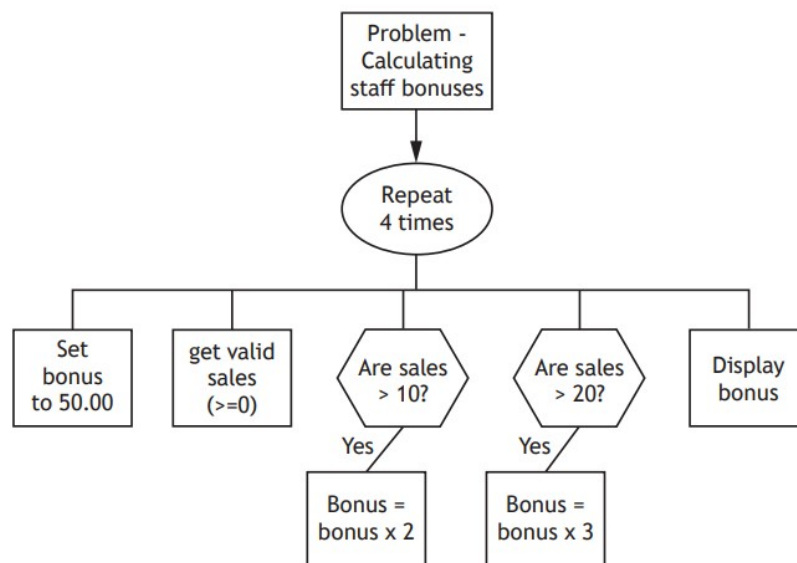 Problem -
Calculating
staff bonuses
Repeat
4 times
Set
bonus
to 50.00
get valid
sales
(>=0)
Are sales
> 10?
Are sales
> 20?
Display
bonus
Yes
Yes
Bonus =
bonus x 2
Bonus =
bonus x 3